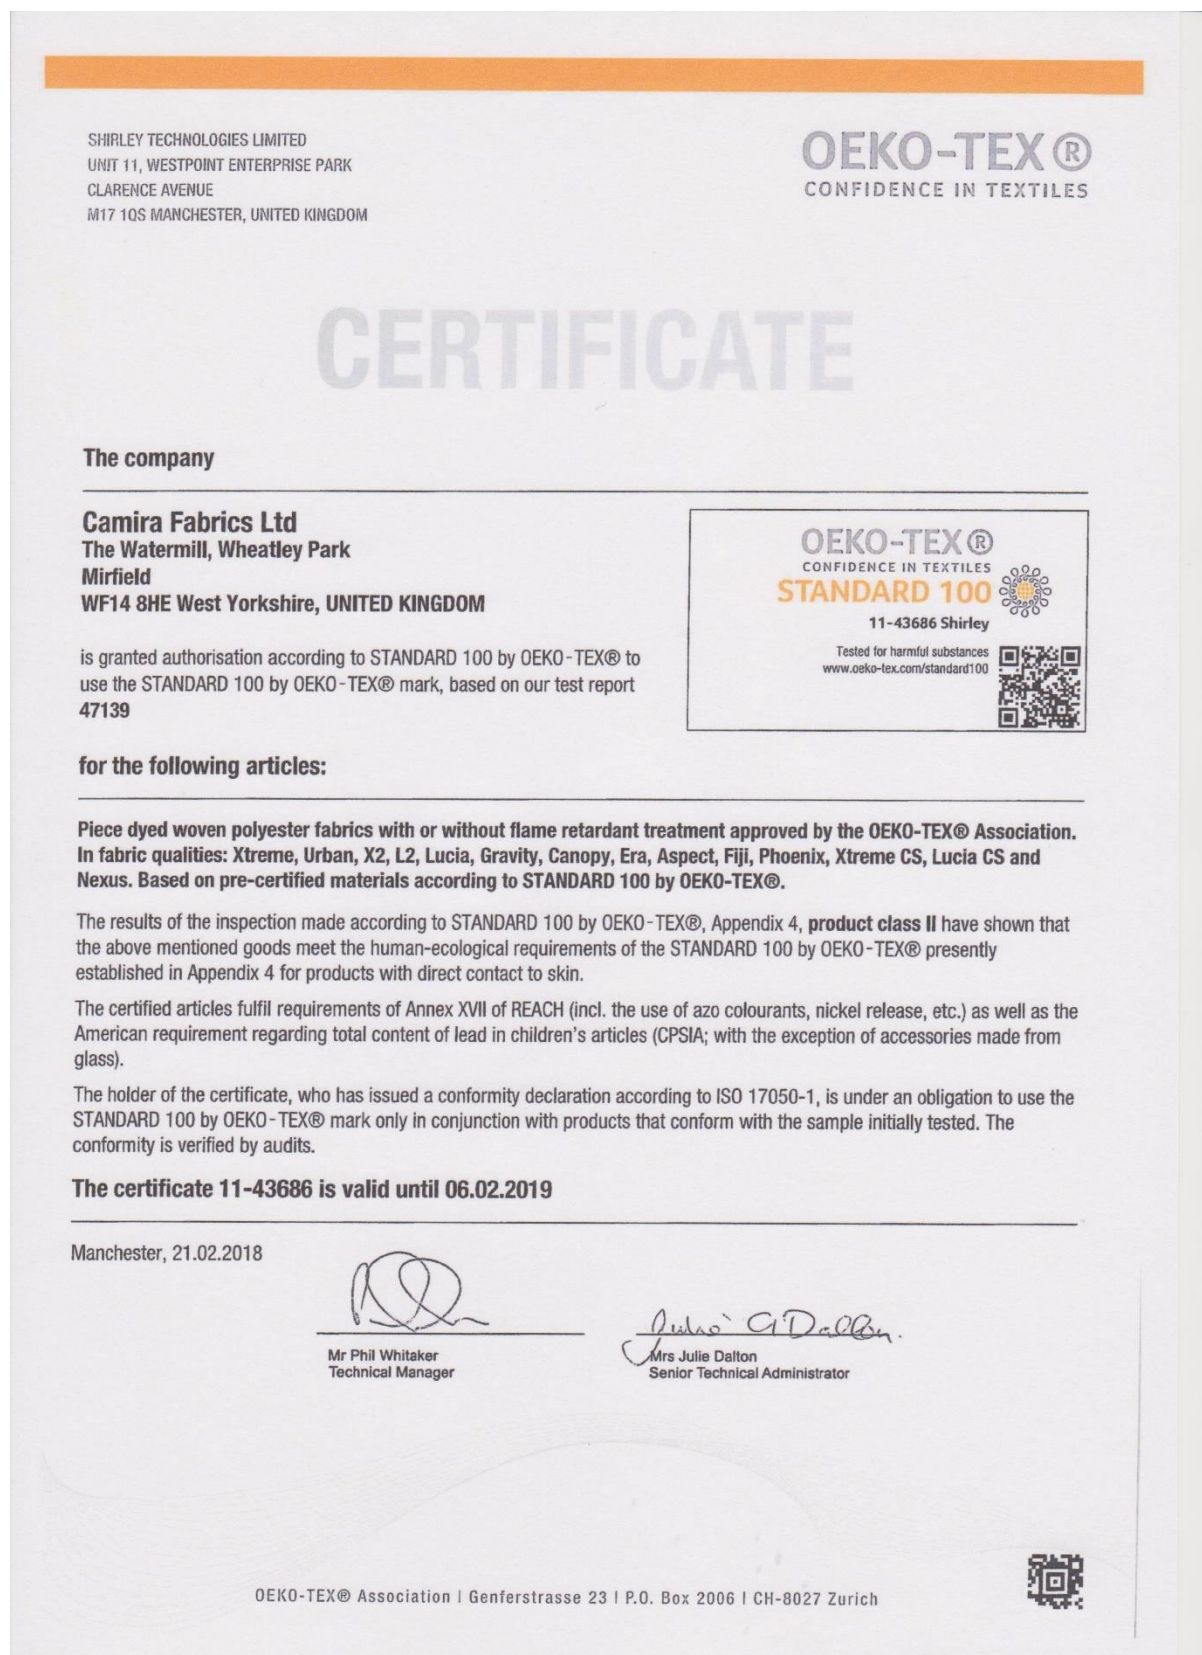 SHIRLEY TECHNOLOGIES LIMITED
UNIT 11, WESTPOINT ENTERPRISE PARK
CLARENCE AVENUE
M17 1QS MANCHESTER, UNITED KINGDOM
OEKO-TEX®
CONFIDENCE IN TEXTILES
CERTIFICATE
The company
Camira Fabrics Ltd
The Watermill, Wheatley Park
Mirfield
WF14 8HE West Yorkshire, UNITED KINGDOM
is granted authorisation according to STANDARD 100 by OEKO-TEX® to
use the STANDARD 100 by OEKO-TEX® mark, based on our test report
47139
OEKO-TEX®
CONFIDENCE IN TEXTILES
STANDARD 100
11-43686 Shirley
Tested for harmful substances
www.oeko-tex.com/standard100
for the following articles:
Piece dyed woven polyester fabrics with or without flame retardant treatment approved by the OEKO-TEX® Association.
In fabric qualities: Xtreme, Urban, X2, L2, Lucia, Gravity, Canopy, Era, Aspect, Fiji, Phoenix, Xtreme CS, Lucia CS and
Nexus. Based on pre-certified materials according to STANDARD 100 by OEKO-TEX®.
The results of the inspection made according to STANDARD 100 by OEKO-TEX®, Appendix 4, product class II have shown that
the above mentioned goods meet the human-ecological requirements of the STANDARD 100 by OEKO-TEX® presently
established in Appendix 4 for products with direct contact to skin.
The certified articles fulfil requirements of Annex XVII of REACH (incl. the use of azo colourants, nickel release, etc.) as well as the
American requirement regarding total content of lead in children's articles (CPSIA; with the exception of accessories made from
glass).
The holder of the certificate, who has issued a conformity declaration according to ISO 17050-1, is under an obligation to use the
STANDARD 100 by OEKO-TEX® mark only in conjunction with products that conform with the sample initially tested. The
conformity is verified by audits.
The certificate 11-43686 is valid until 06.02.2019
Manchester, 21.02.2018
Julie G Dalton.
Mr Phil Whitaker
Technical Manager
Mrs Julie Dalton
Senior Technical Administrator
OEKO-TEX® Association | Genferstrasse 23 | P.O. Box 2006 | CH-8027 Zurich